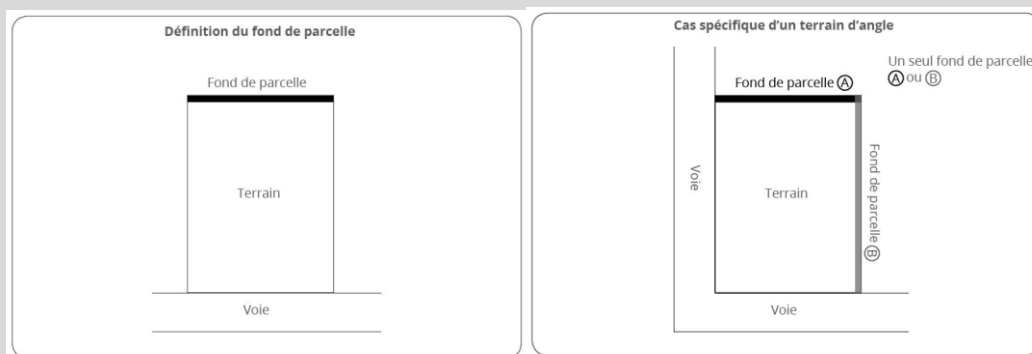 Définition du fond de parcelle
Fond de parcelle
Terrain
Voie
Cas spécifique d'un terrain d'angle
Un seul fond de parcelle
Ⓐ ou Ⓑ
Fond de parcelle Ⓐ
Voie
Terrain
Fond de parcelle Ⓑ
Voie